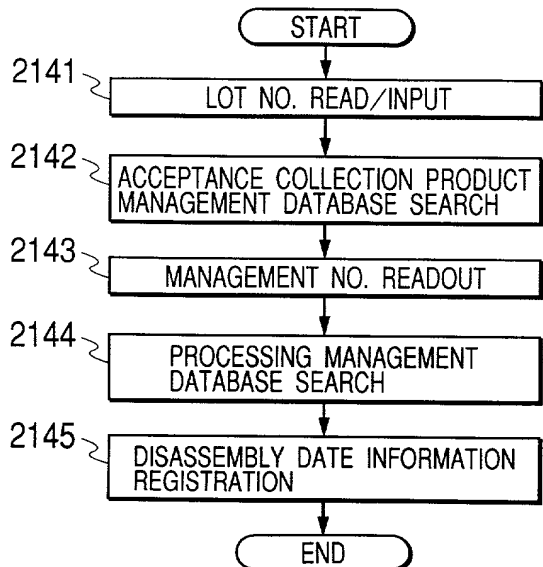 START
2141
LOT NO. READ/INPUT
2142
ACCEPTANCE COLLECTION PRODUCT
MANAGEMENT DATABASE SEARCH
2143
MANAGEMENT NO. READOUT
2144
PROCESSING MANAGEMENT
DATABASE SEARCH
2145
DISASSEMBLY DATE INFORMATION
REGISTRATION
END